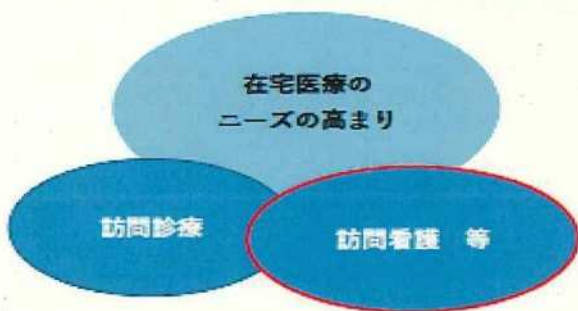 在宅医療の
ニーズの高まり
訪問診療
訪問看護　等